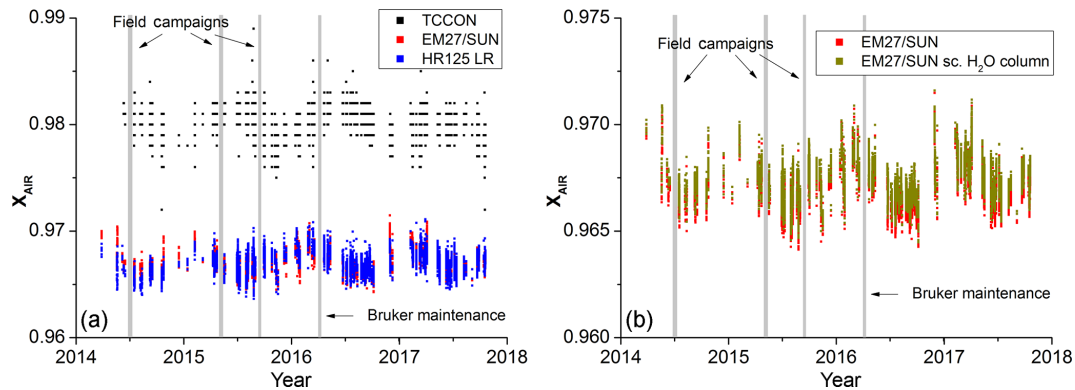 0.99
0.98
0.97
0.96
X_AIR
TCCON
EM27/SUN
HR125 LR
Field campaigns
(a)
Bruker maintenance
2014
2015
2016
2017
2018
Year
0.975
0.970
0.965
0.960
X_AIR
EM27/SUN
EM27/SUN sc. H₂O column
Field campaigns
(b)
Bruker maintenance
2014
2015
2016
2017
2018
Year